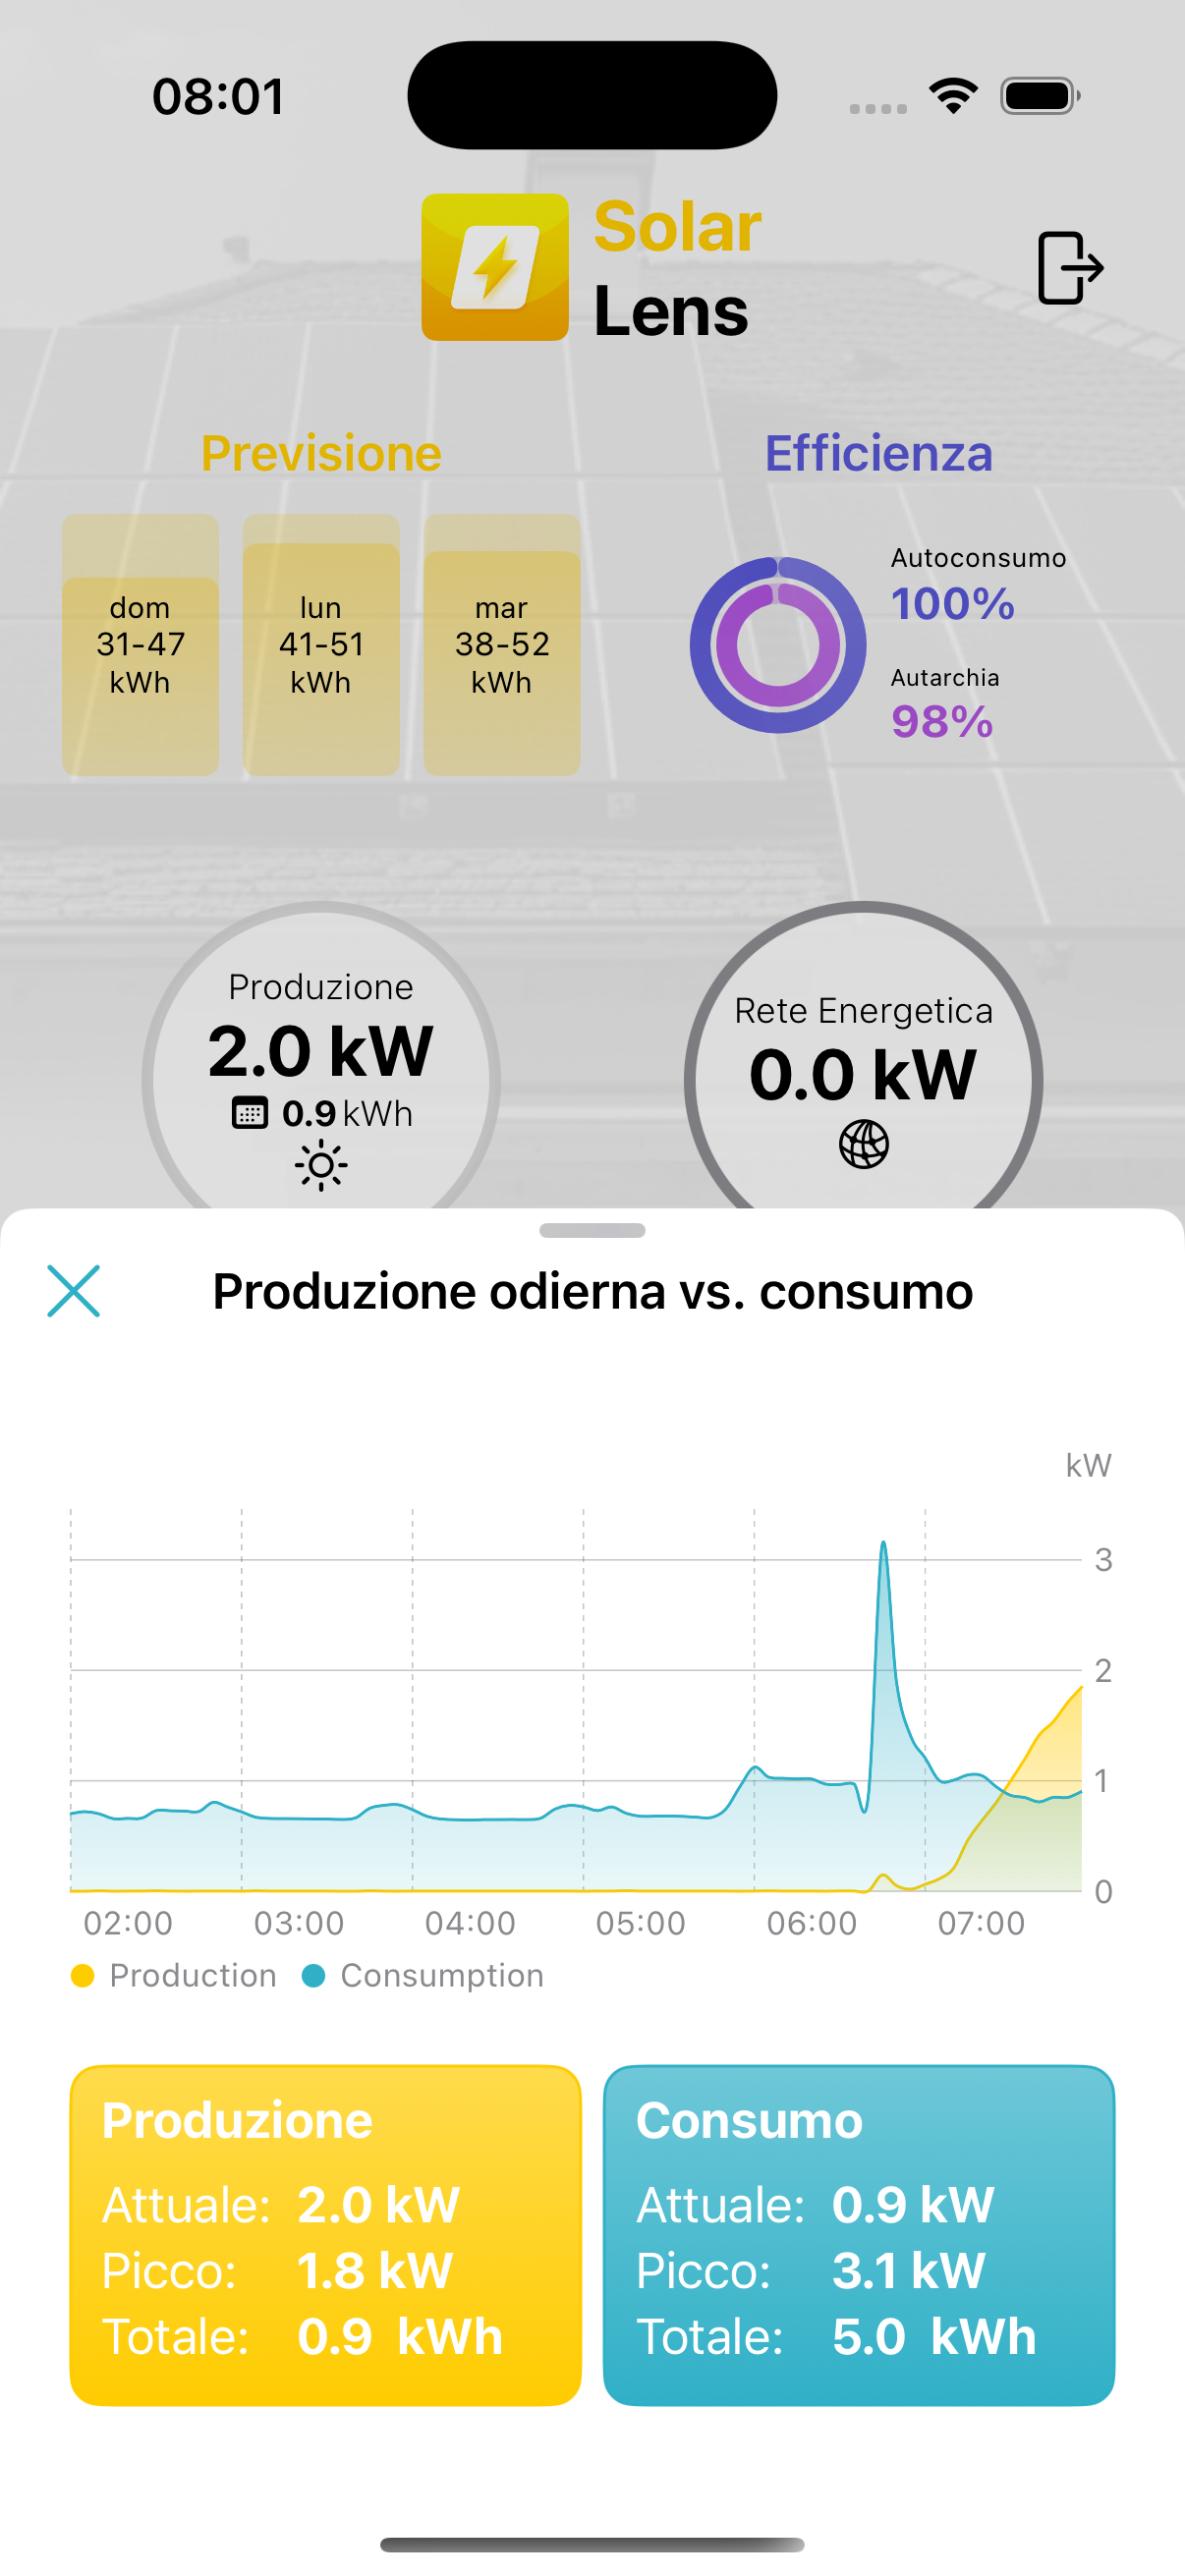 08:01
Solar
Lens
Previsione
Efficienza
dom
31-47
kWh
lun
41-51
kWh
mar
38-52
kWh
Autoconsumo
100%
Autarchia
98%
Produzione
2.0 kW
0.9 kWh
Rete Energetica
0.0 kW
Produzione odierna vs. consumo
kW
3
2
1
0
02:00 03:00 04:00 05:00 06:00 07:00
Production Consumption
Produzione
Attuale: 2.0 kW
Picco: 1.8 kW
Totale: 0.9 kWh
Consumo
Attuale: 0.9 kW
Picco: 3.1 kW
Totale: 5.0 kWh